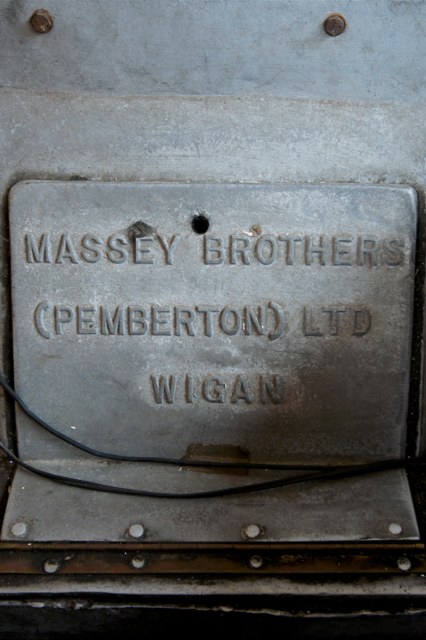 MASSEY BROTHERS
(PEMBERTON) LTD
WIGAN